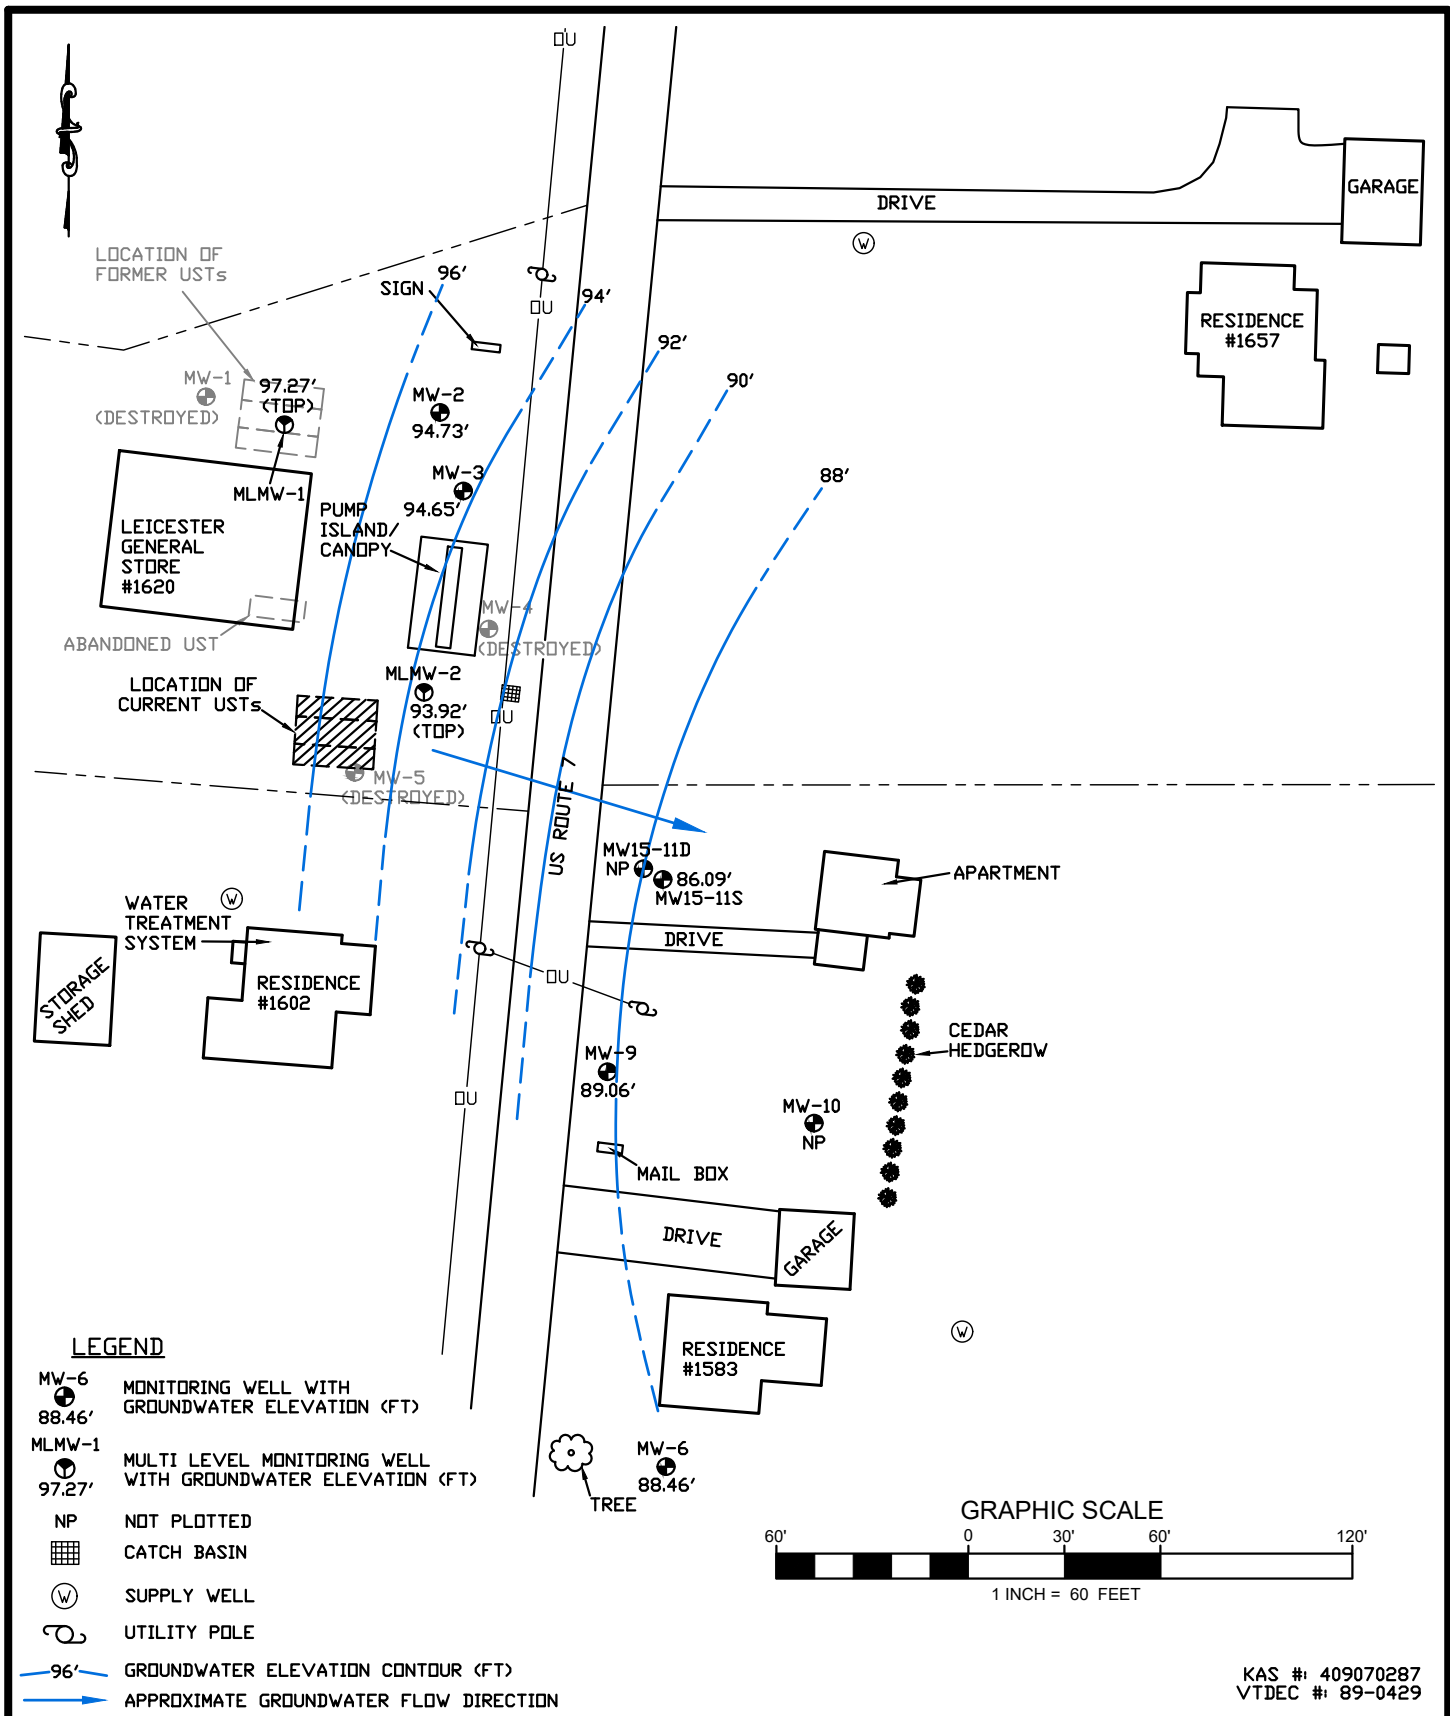 OU
GARAGE
DRIVE
W
LOCATION OF
FORMER USTs
96'
SIGN
94'
OU
RESIDENCE
#1657
92'
MW-1
(DESTROYED)
97.27'
(TOP)
MW-2
94.73'
90'
MW-3
94.65'
88'
MLMW-1
PUMP
ISLAND/
CANOPY
LEICESTER
GENERAL
STORE
#1620
MW-4
(DESTROYED)
ABANDONED UST
MLMW-2
93.92'
(TOP)
LOCATION OF
CURRENT USTs
OU
MW-5
(DESTROYED)
US ROUTE 7
MW15-11D
NP
86.09'
MW15-11S
APARTMENT
W
WATER
TREATMENT
SYSTEM
DRIVE
RESIDENCE
#1602
OU
STORAGE
SHED
CEDAR
HEDGEROW
MW-9
89.06'
OU
MW-10
NP
MAIL BOX
DRIVE
GARAGE
W
RESIDENCE
#1583
MW-6
88.46'
TREE
LEGEND
MW-6
88.46'
MONITORING WELL WITH
GROUNDWATER ELEVATION (FT)
MLMW-1
97.27'
MULTI LEVEL MONITORING WELL
WITH GROUNDWATER ELEVATION (FT)
NP NOT PLOTTED
CATCH BASIN
W SUPPLY WELL
UTILITY POLE
96' GROUNDWATER ELEVATION CONTOUR (FT)
APPROXIMATE GROUNDWATER FLOW DIRECTION
GRAPHIC SCALE
60' 0 30' 60' 120'
1 INCH = 60 FEET
KAS #: 409070287
VTDEC #: 89-0429